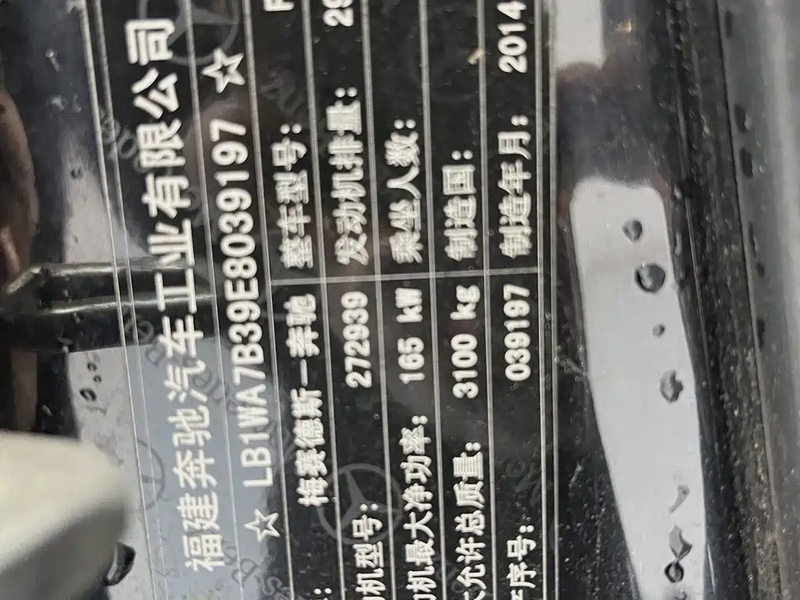 福建奔驰汽车工业有限公司
☆ LB1WA7B39E8039197 ☆
梅赛德斯—奔驰 整车型号:
机型号: 272939 发动机排量: 29
机最大净功率: 165 kW 乘坐人数:
允许总质量: 3100 kg 制造国:
序号: 039197 制造年月: 2014